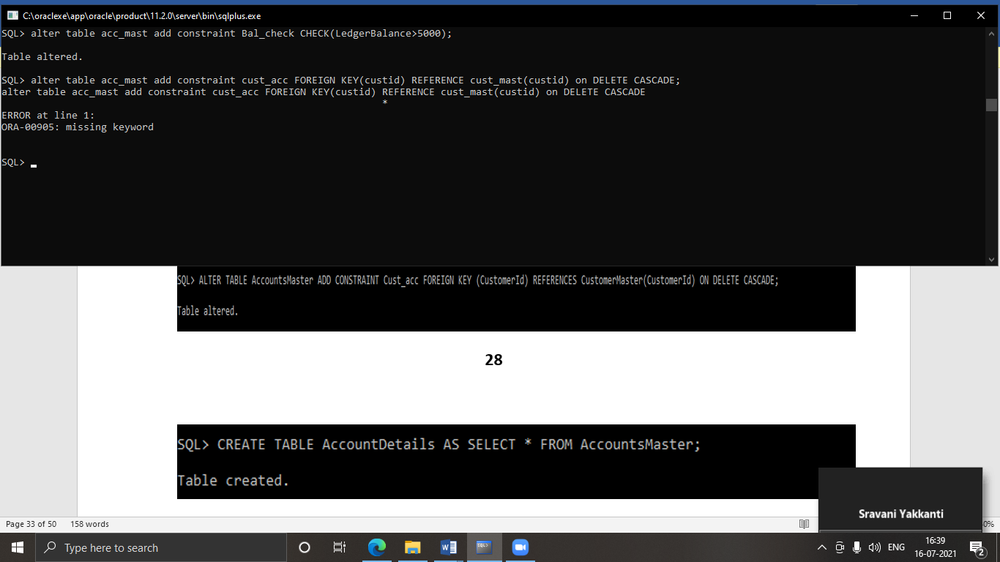 C:\oraclexe\app\oracle\product\11.2.0\server\bin\sqlplus.exe
SQL> alter table acc_mast add constraint Bal_check CHECK(LedgerBalance>5000);
Table altered.
SQL> alter table acc_mast add constraint cust_acc FOREIGN KEY(custid) REFERENCE cust_mast(custid) on DELETE CASCADE;
alter table acc_mast add constraint cust_acc FOREIGN KEY(custid) REFERENCE cust_mast(custid) on DELETE CASCADE
*
ERROR at line 1:
ORA-00905: missing keyword
SQL>
SQL> ALTER TABLE AccountsMaster ADD CONSTRAINT Cust_acc FOREIGN KEY (CustomerId) REFERENCES CustomerMaster(CustomerId) ON DELETE CASCADE;
Table altered.
28
SQL> CREATE TABLE AccountDetails AS SELECT * FROM AccountsMaster;
Table created.
Sravani Yakkanti
Page 33 of 50 158 words 0%
Type here to search
SQL>
ENG
16:39
16-07-2021
2